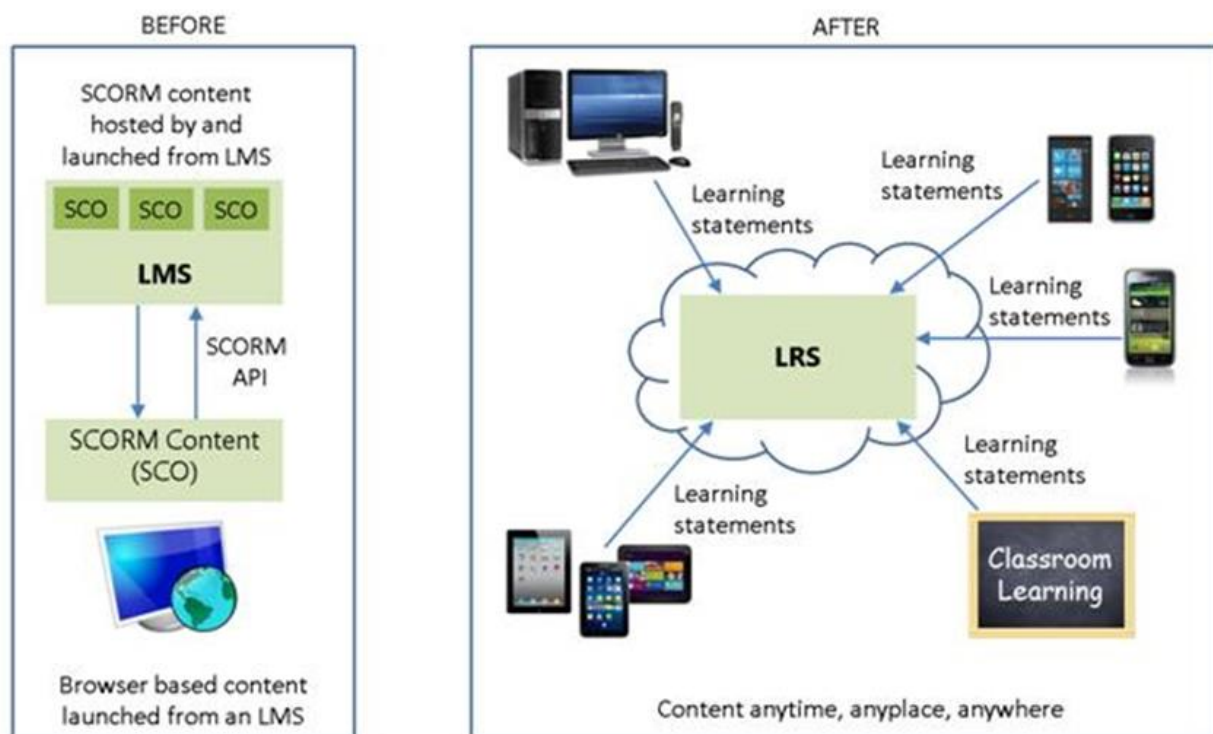 BEFORE
SCORM content
hosted by and
launched from LMS
SCO SCO SCO
LMS
SCORM
API
SCORM Content
(SCO)
Browser based content
launched from an LMS
AFTER
Learning
statements
Learning
statements
Learning
statements
LRS
Learning
statements
Learning
statements
Classroom
Learning
Content anytime, anyplace, anywhere